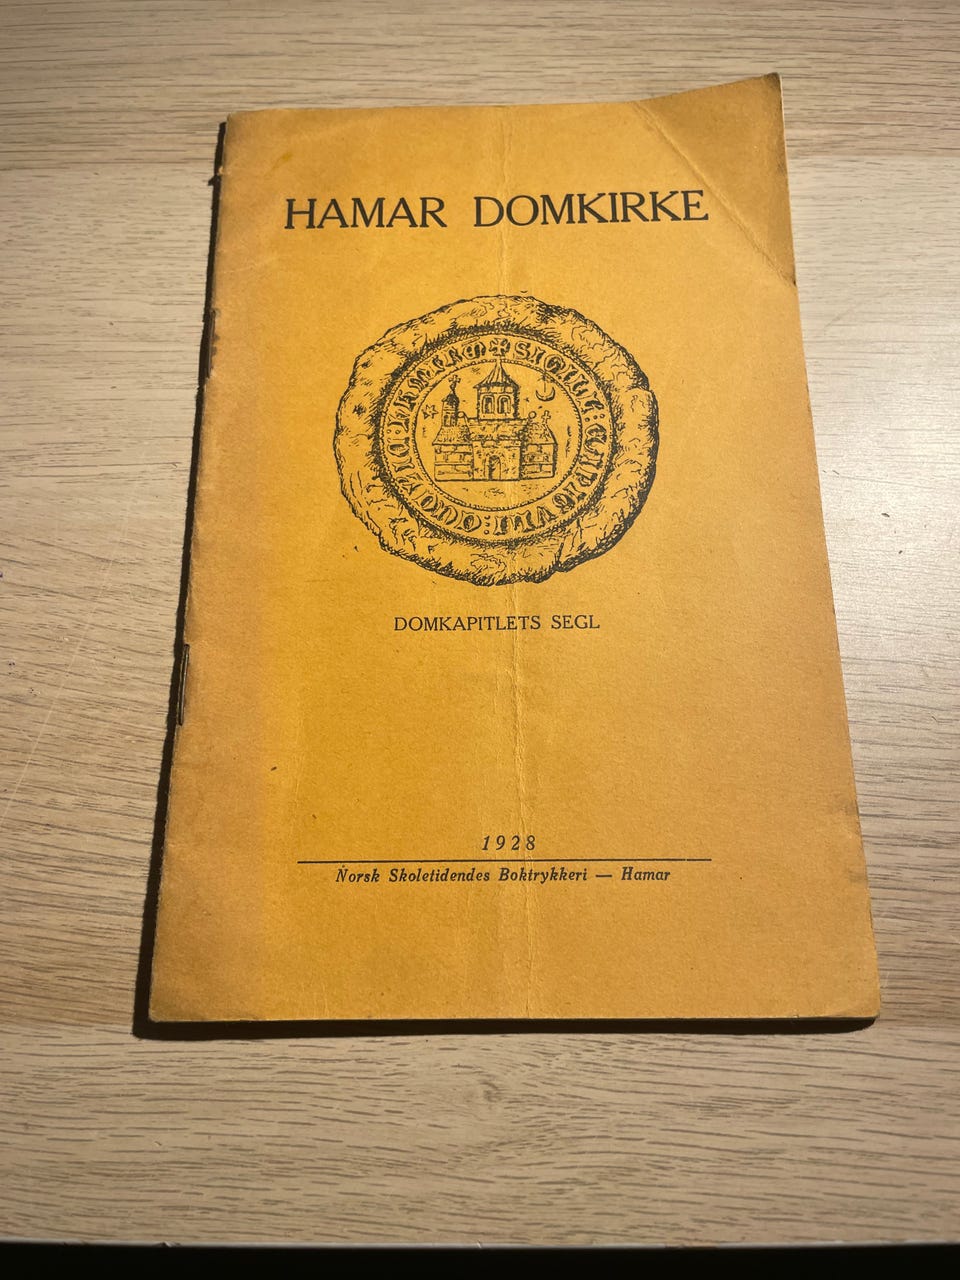 HAMAR DOMKIRKE
DOMKAPITLETS SEGL
1928
Norsk Skoletidendes Boktrykkeri — Hamar